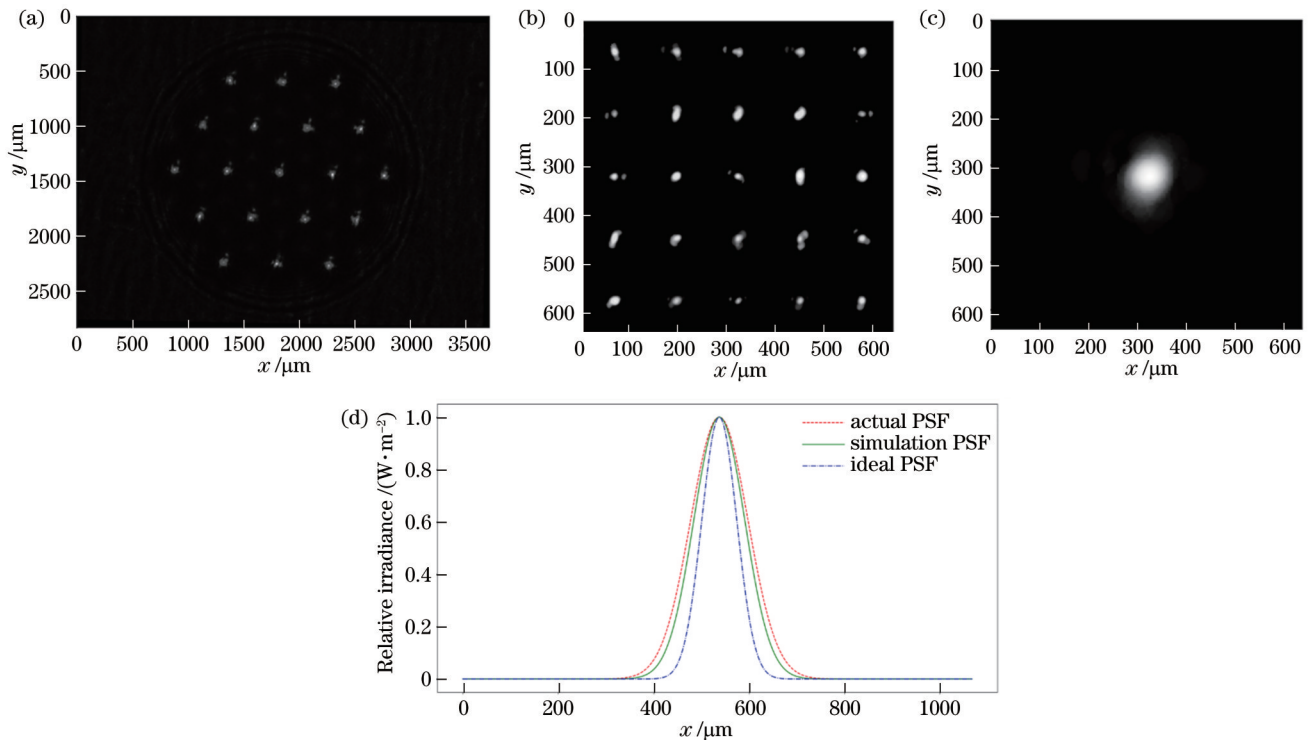 (a)
0
500
1000
1500
2000
2500
y /μm
0 500 1000 1500 2000 2500 3000 3500
x /μm
(b)
0
100
200
300
400
500
600
y /μm
0 100 200 300 400 500 600
x /μm
(c)
0
100
200
300
400
500
600
y /μm
0 100 200 300 400 500 600
x /μm
(d)
1.0
0.8
0.6
0.4
0.2
0
Relative irradiance /(W·m⁻²)
actual PSF
simulation PSF
ideal PSF
0 200 400 600 800 1000
x /μm